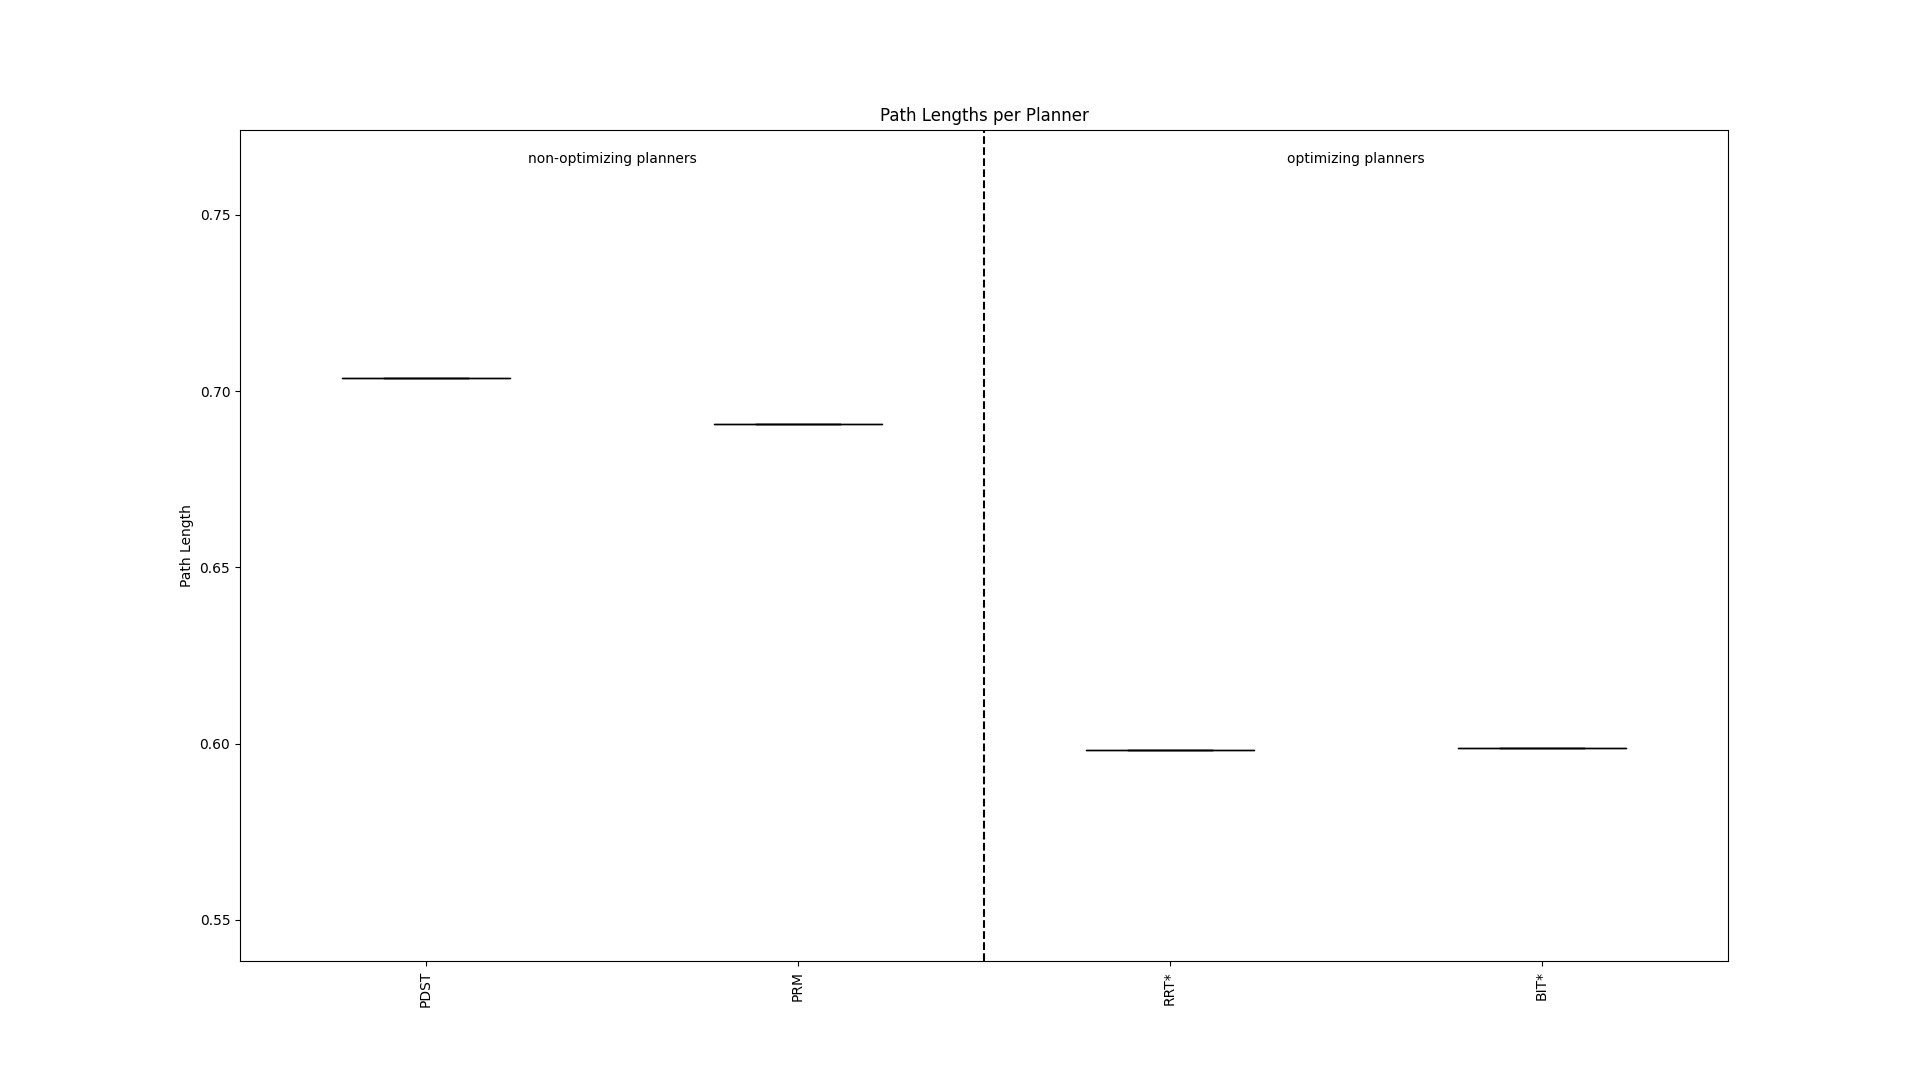 Path Lengths per Planner
non-optimizing planners
optimizing planners
0.75
0.70
0.65
0.60
0.55
Path Length
PDST
PRM
RRT*
BIT*